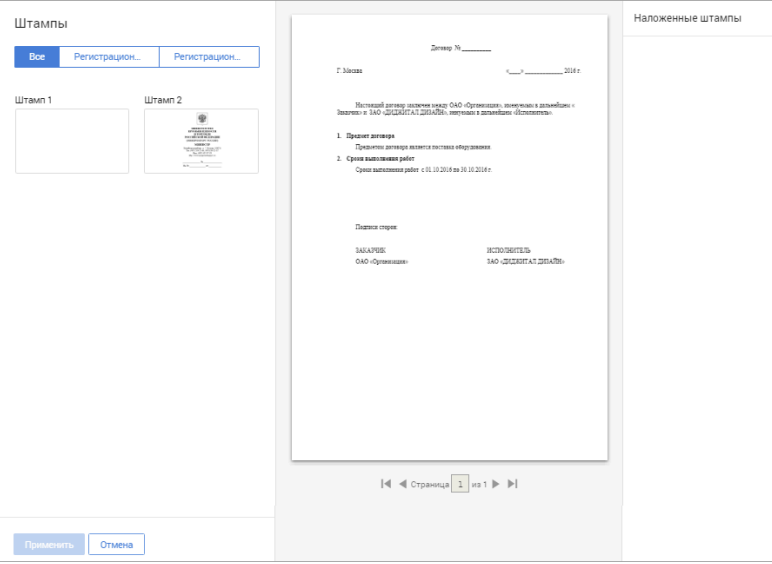 Штампы
Все
Регистрацион...
Регистрацион...
Штамп 1
Штамп 2
МИНИСТР
Договор №_________
Г. Москва
«___» ___________ 2016 г.
Настоящий договор заключен между ОАО «Организация», именуемым в дальнейшем «
Заказчик» и ЗАО «ДИДЖИТАЛ ДИЗАЙН», именуемым в дальнейшем «Исполнитель».
1. Предмет договора
Предметом договора является поставка оборудования
2. Сроки выполнения работ
Сроки выполнения работ с 01.10.2016 по 30.10.2016 г.
Подписи сторон
ЗАКАЗЧИК
ИСПОЛНИТЕЛЬ
ОАО «Организация»
ЗАО «ДИДЖИТАЛ ДИЗАЙН»
Страница 1 из 1
Применить
Отмена
Наложенные штампы